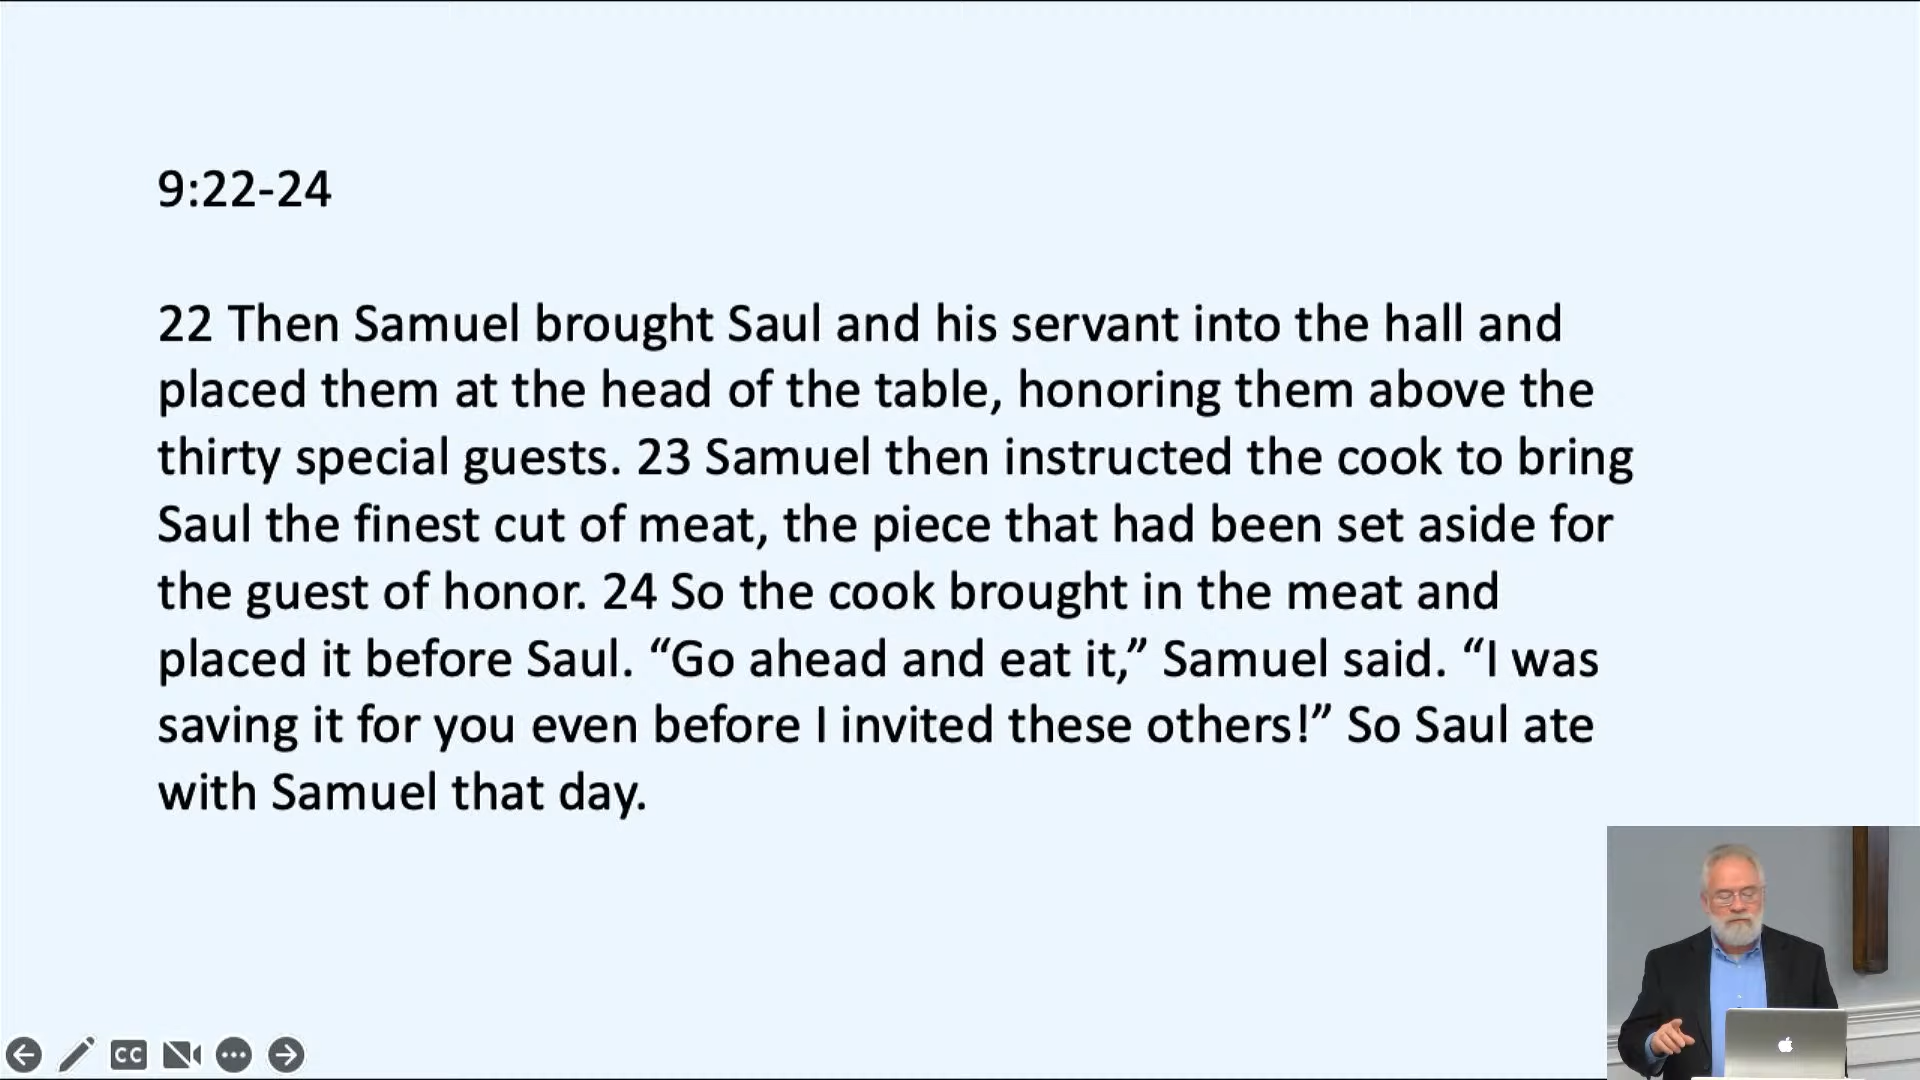 9:22-24
22 Then Samuel brought Saul and his servant into the hall and
placed them at the head of the table, honoring them above the
thirty special guests. 23 Samuel then instructed the cook to bring
Saul the finest cut of meat, the piece that had been set aside for
the guest of honor. 24 So the cook brought in the meat and
placed it before Saul. “Go ahead and eat it,” Samuel said. “I was
saving it for you even before I invited these others!” So Saul ate
with Samuel that day.
CC